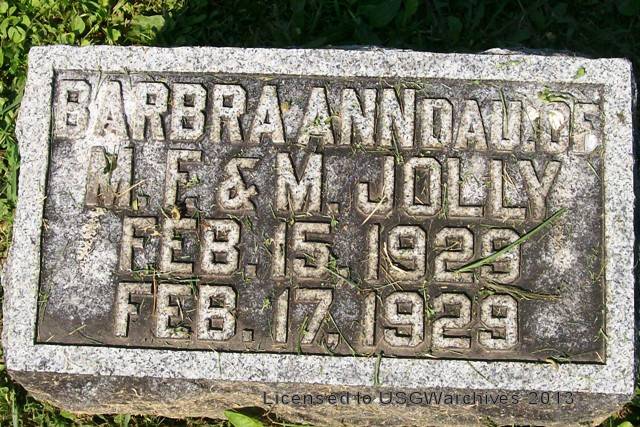 BARBRA ANN DAU. OF
M. F. & M. JOLLY
FEB. 15. 1929
FEB. 17. 1929
Licensed to USGWarchives 2013